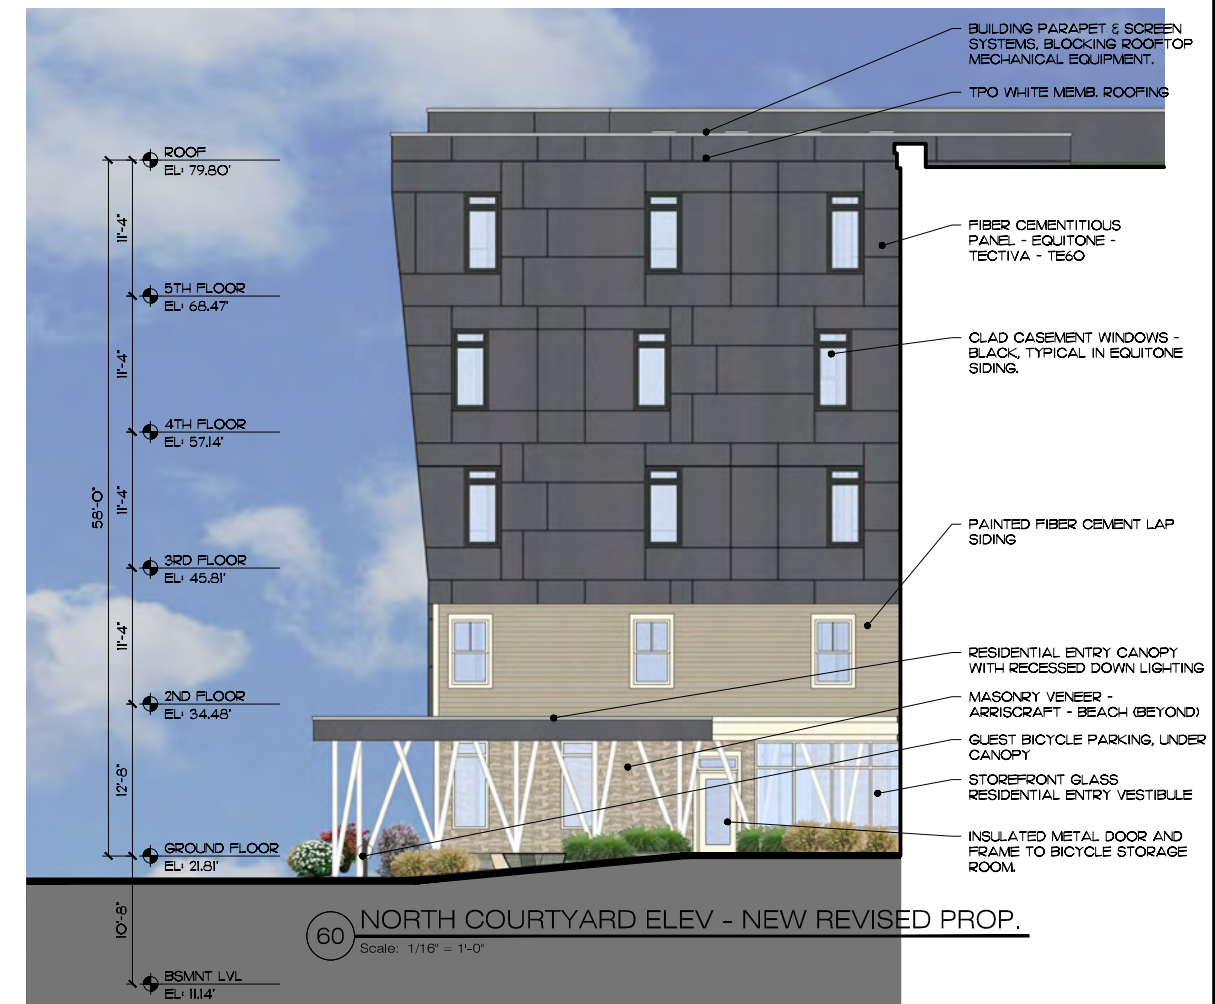 BUILDING PARAPET & SCREEN
SYSTEMS, BLOCKING ROOFTOP
MECHANICAL EQUIPMENT.
TPO WHITE MEMB. ROOFING
ROOF
EL: 79.80'
11'-4"
FIBER CEMENTITIOUS
PANEL - EQUITONE -
TECTIVA - TE60
5TH FLOOR
EL: 68.47'
11'-4"
CLAD CASEMENT WINDOWS -
BLACK, TYPICAL IN EQUITONE
SIDING.
4TH FLOOR
EL: 57.14'
58'-0"
11'-4"
PAINTED FIBER CEMENT LAP
SIDING
3RD FLOOR
EL: 45.81'
11'-4"
RESIDENTIAL ENTRY CANOPY
WITH RECESSED DOWN LIGHTING
2ND FLOOR
EL: 34.48'
MASONRY VENEER -
ARRISCRAFT - BEACH (BEYOND)
GUEST BICYCLE PARKING, UNDER
CANOPY
12'-8"
STOREFRONT GLASS
RESIDENTIAL ENTRY VESTIBULE
INSULATED METAL DOOR AND
FRAME TO BICYCLE STORAGE
ROOM.
GROUND FLOOR
EL: 21.81'
10'-8"
60
NORTH COURTYARD ELEV - NEW REVISED PROP.
Scale: 1/16" = 1'-0"
BSMNT LVL
EL: 11.14'